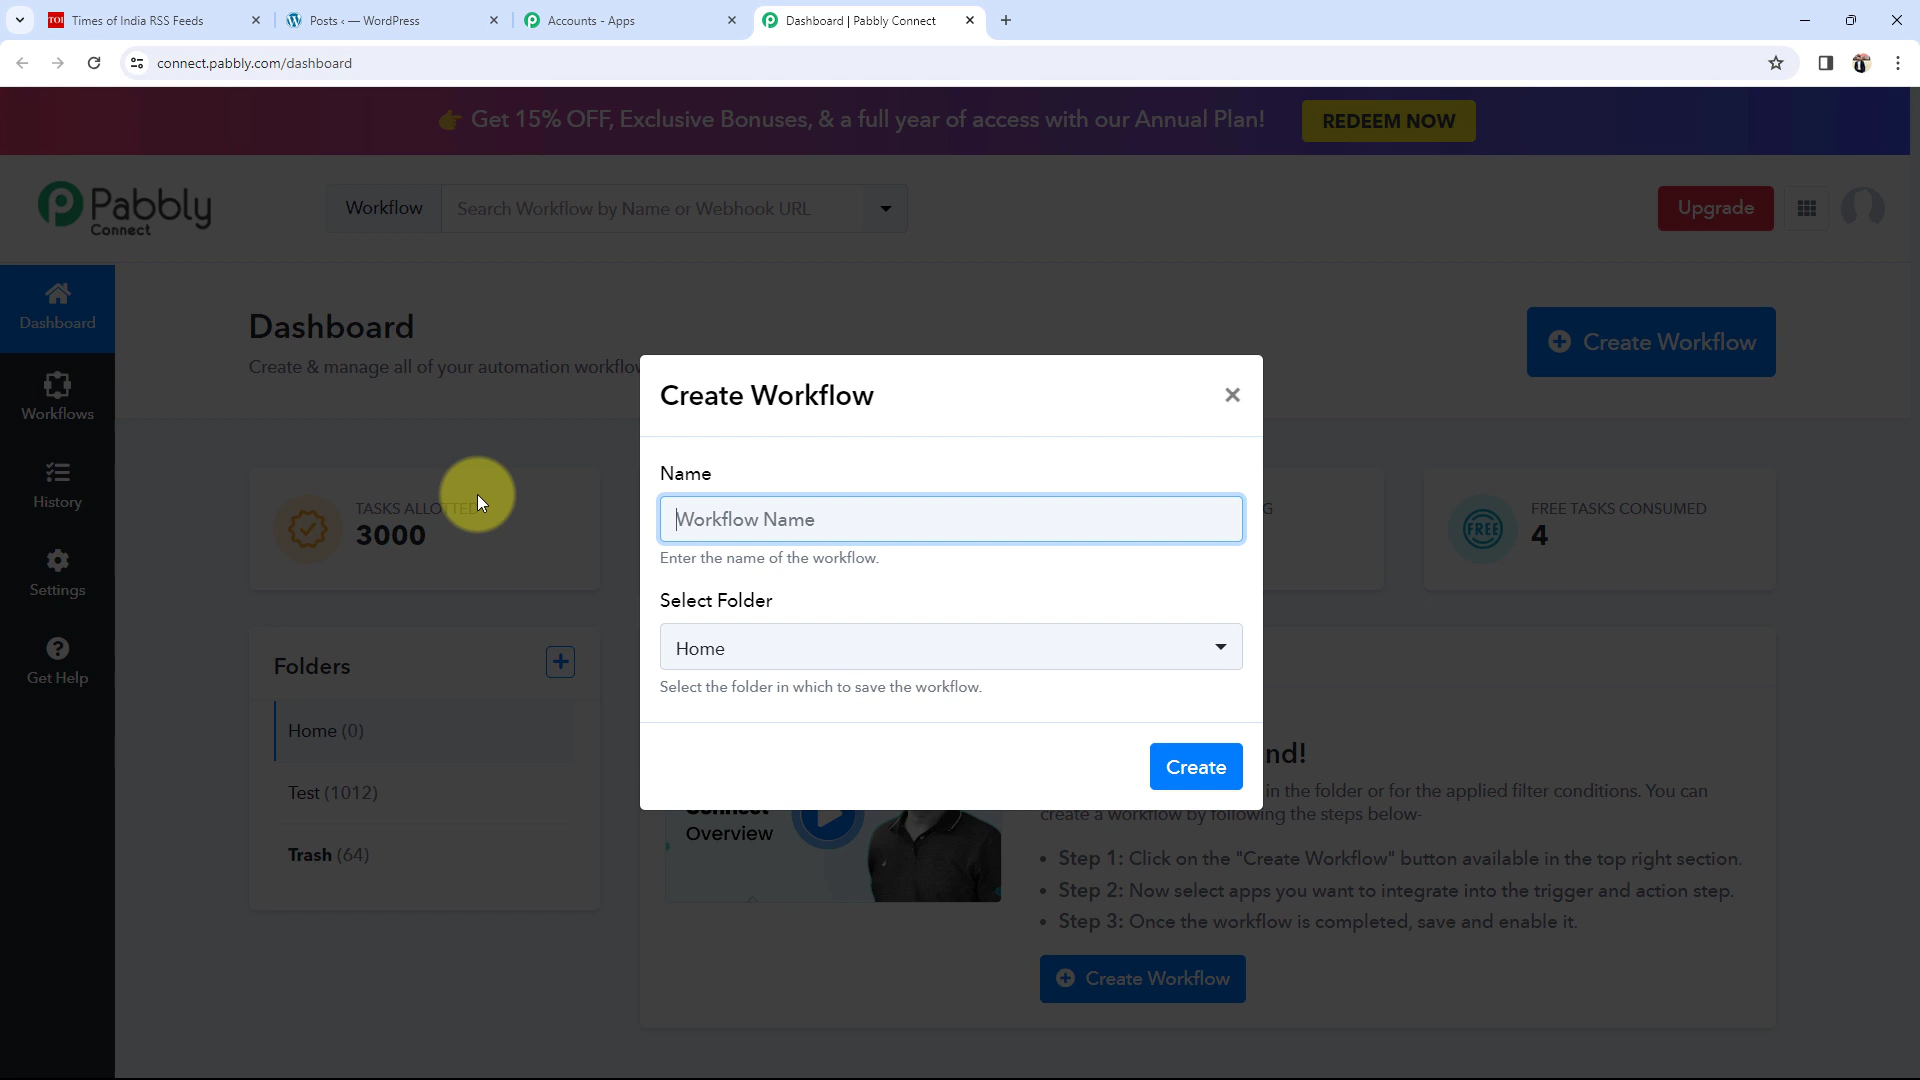 Times of India RSS Feeds
Posts ‹ — WordPress
Accounts - Apps
Dashboard | Pabbly Connect
connect.pabbly.com/dashboard
👉 Get 15% OFF, Exclusive Bonuses, & a full year of access with our Annual Plan!
REDEEM NOW
Pabbly
Connect
Workflow
Search Workflow by Name or Webhook URL
Upgrade
Dashboard
Workflows
History
Settings
Get Help
Dashboard
Create & manage all of your automation workflow
Create Workflow
TASKS ALLOTTED
3000
G
FREE
FREE TASKS CONSUMED
4
Folders
Home (0)
Test (1012)
Trash (64)
Create Workflow
Name
Workflow Name
Enter the name of the workflow.
Select Folder
Home
Select the folder in which to save the workflow.
Create
nd!
in the folder or for the applied filter conditions. You can
create a workflow by following the steps below-
Connect
Overview
• Step 1: Click on the "Create Workflow" button available in the top right section.
• Step 2: Now select apps you want to integrate into the trigger and action step.
• Step 3: Once the workflow is completed, save and enable it.
Create Workflow